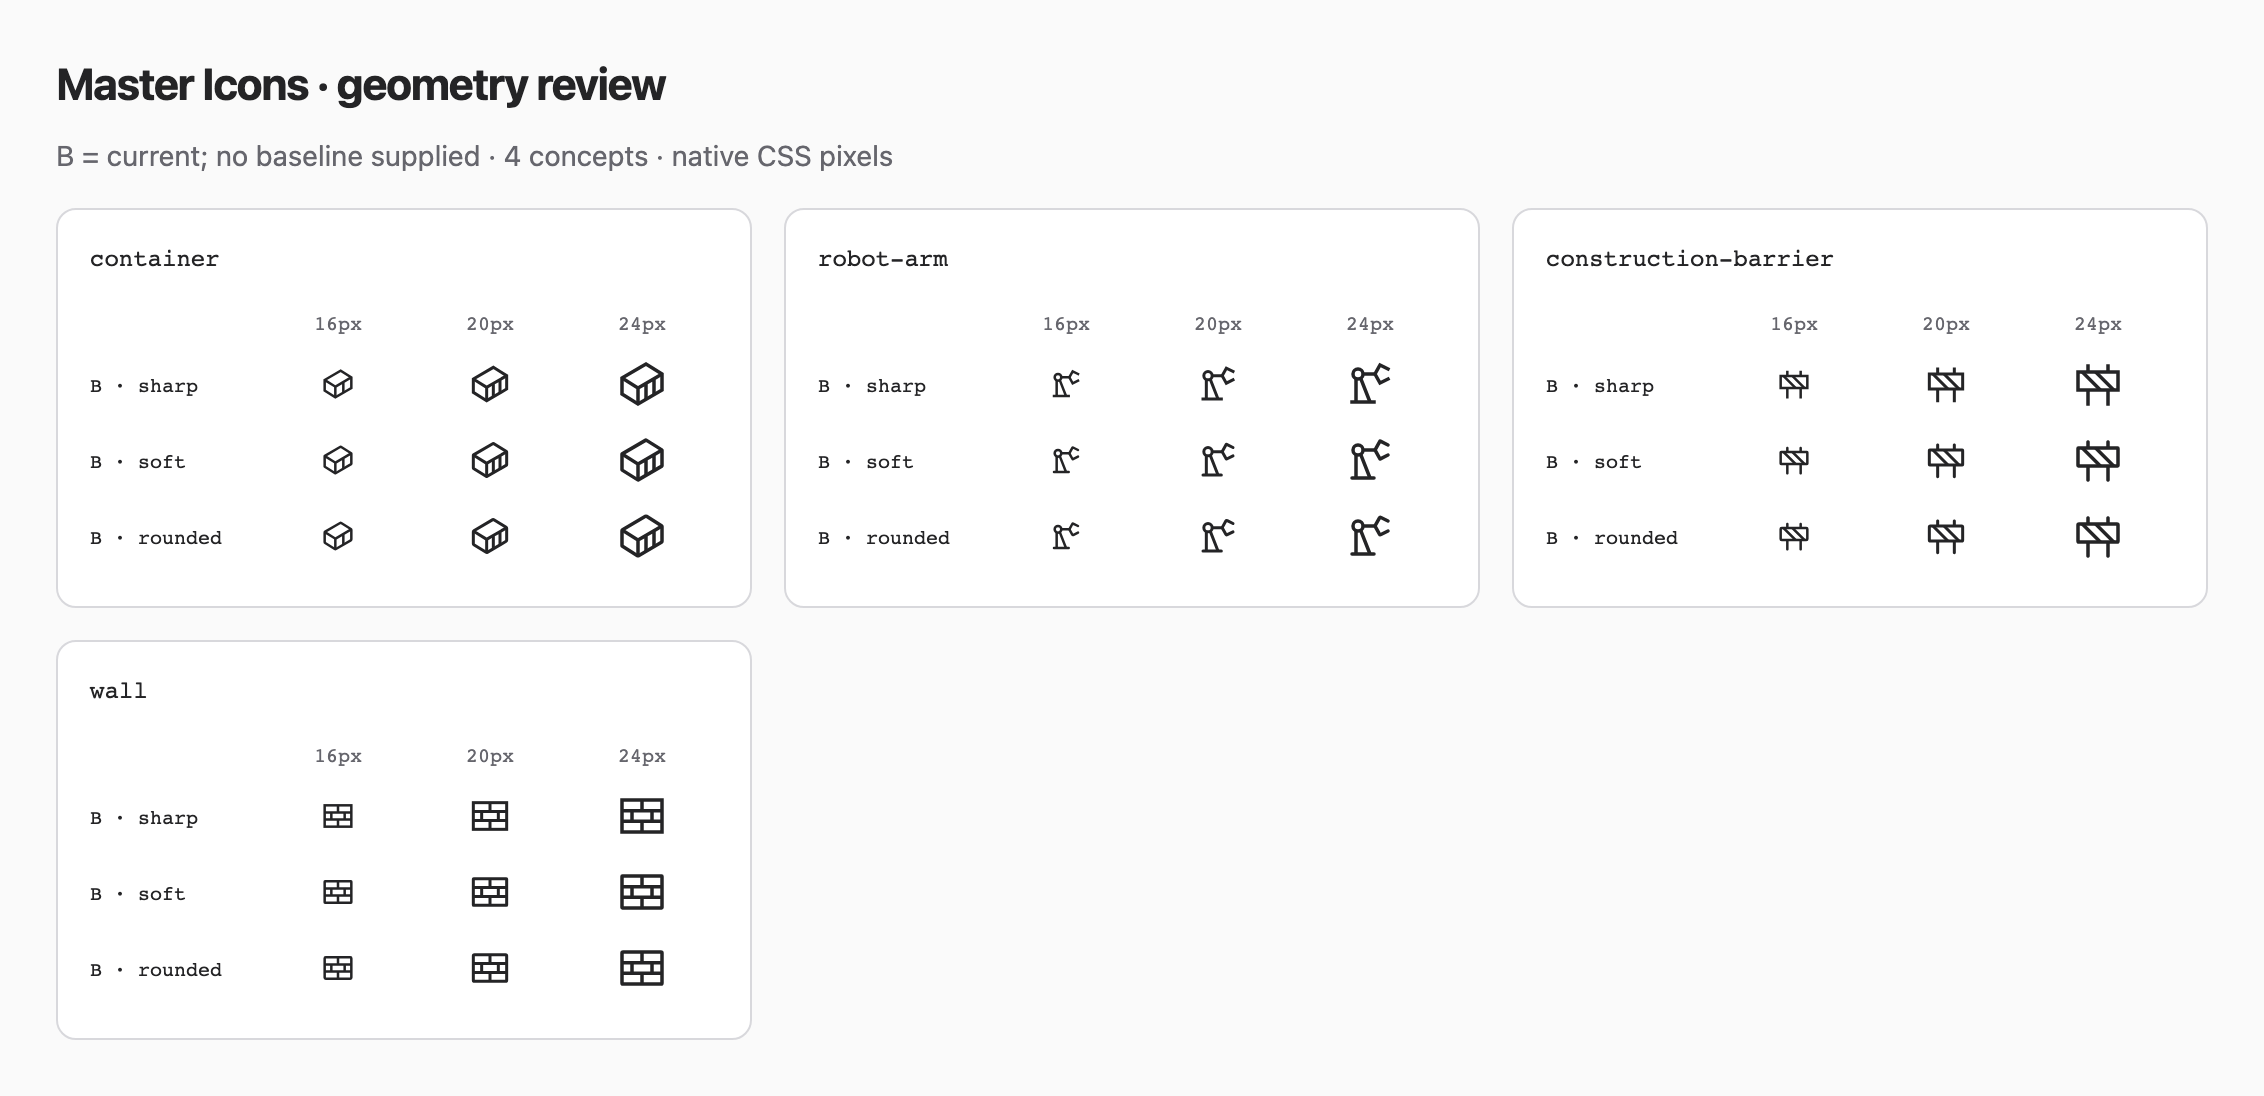 Master Icons · geometry review
B = current; no baseline supplied · 4 concepts · native CSS pixels
container
16px 20px 24px
B · sharp
B · soft
B · rounded
robot-arm
16px 20px 24px
B · sharp
B · soft
B · rounded
construction-barrier
16px 20px 24px
B · sharp
B · soft
B · rounded
wall
16px 20px 24px
B · sharp
B · soft
B · rounded